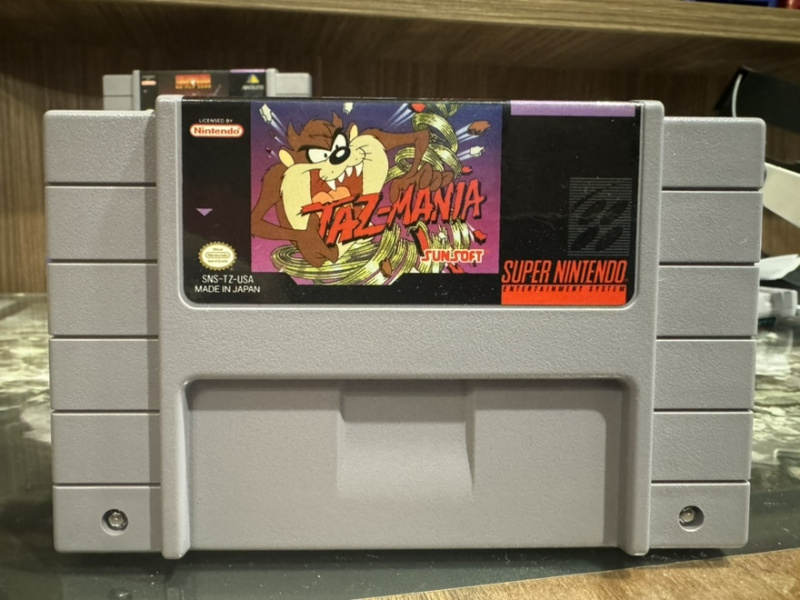 LICENSED BY
Nintendo
TAZ-MANIA
SUNSOFT
SNS-TZ-USA
MADE IN JAPAN
SUPER NINTENDO
ENTERTAINMENT SYSTEM